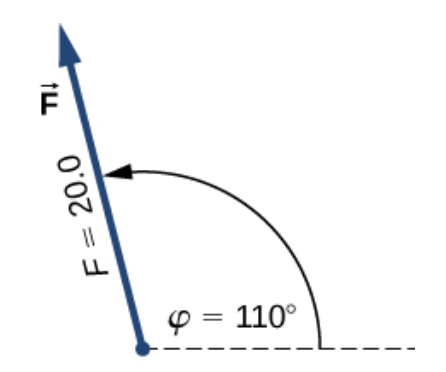 F⃗
F = 20.0
φ = 110°